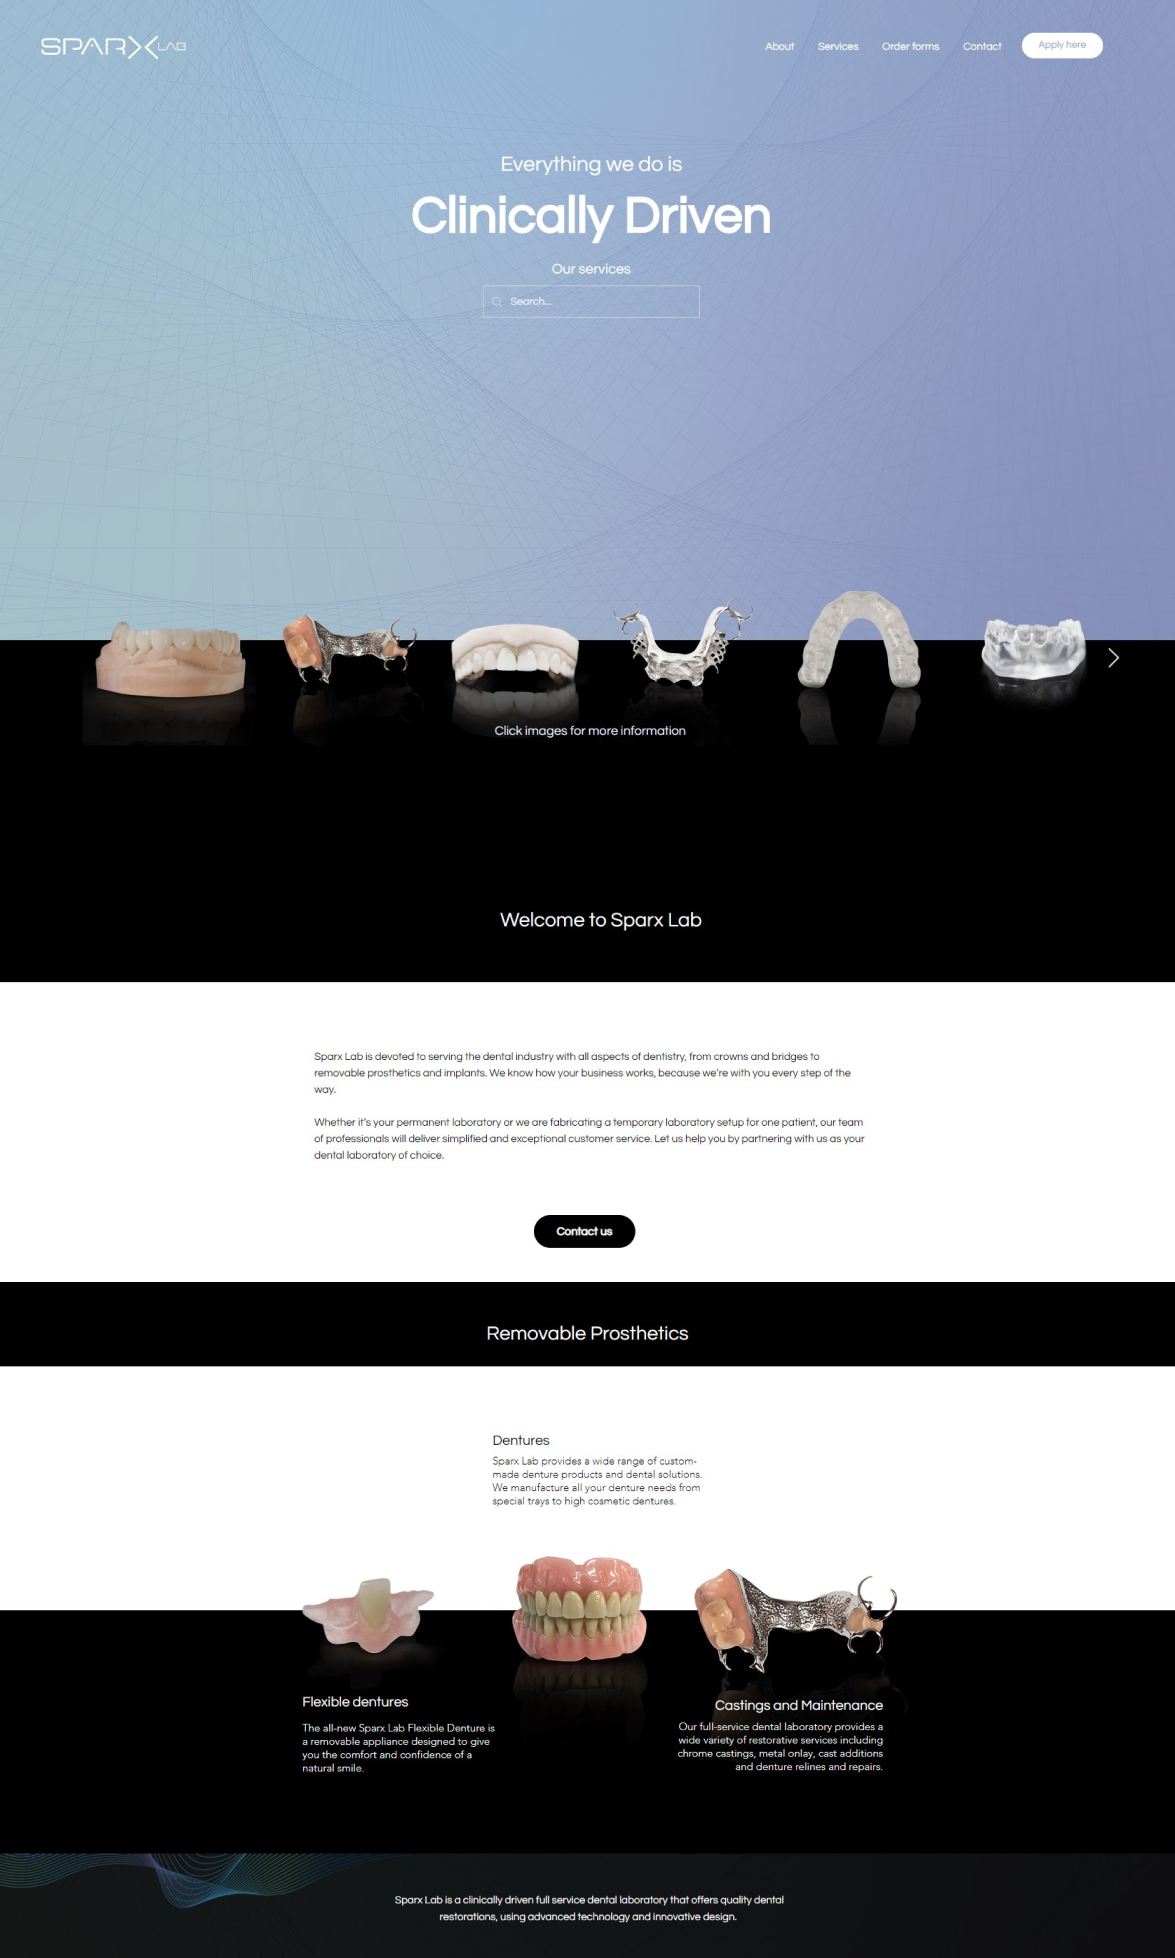 SPARX LAB
About Services Order forms Contact Apply here
Everything we do is
Clinically Driven
Our services
Search...
Click images for more information
Welcome to Sparx Lab
Sparx Lab is devoted to serving the dental industry with all aspects of dentistry, from crowns and bridges to
removable prosthetics and implants. We know how your business works, because we're with you every step of the
way.
Whether it's your permanent laboratory or we are fabricating a temporary laboratory setup for one patient, our team
of professionals will deliver simplified and exceptional customer service. Let us help you by partnering with us as your
dental laboratory of choice.
Contact us
Removable Prosthetics
Dentures
Sparx Lab provides a wide range of custom-
made denture products and dental solutions.
We manufacture all your denture needs from
special trays to high cosmetic dentures.
Flexible dentures
The all-new Sparx Lab Flexible Denture is
a removable appliance designed to give
you the comfort and confidence of a
natural smile.
Castings and Maintenance
Our full-service dental laboratory provides a
wide variety of restorative services including
chrome castings, metal onlay, cast additions
and denture relines and repairs.
Sparx Lab is a clinically driven full service dental laboratory that offers quality dental
restorations, using advanced technology and innovative design.